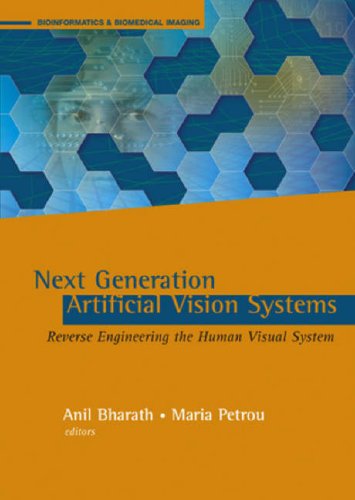 BIOINFORMATICS & BIOMEDICAL IMAGING
Next Generation
Artificial Vision Systems
Reverse Engineering the Human Visual System
Anil Bharath • Maria Petrou
editors